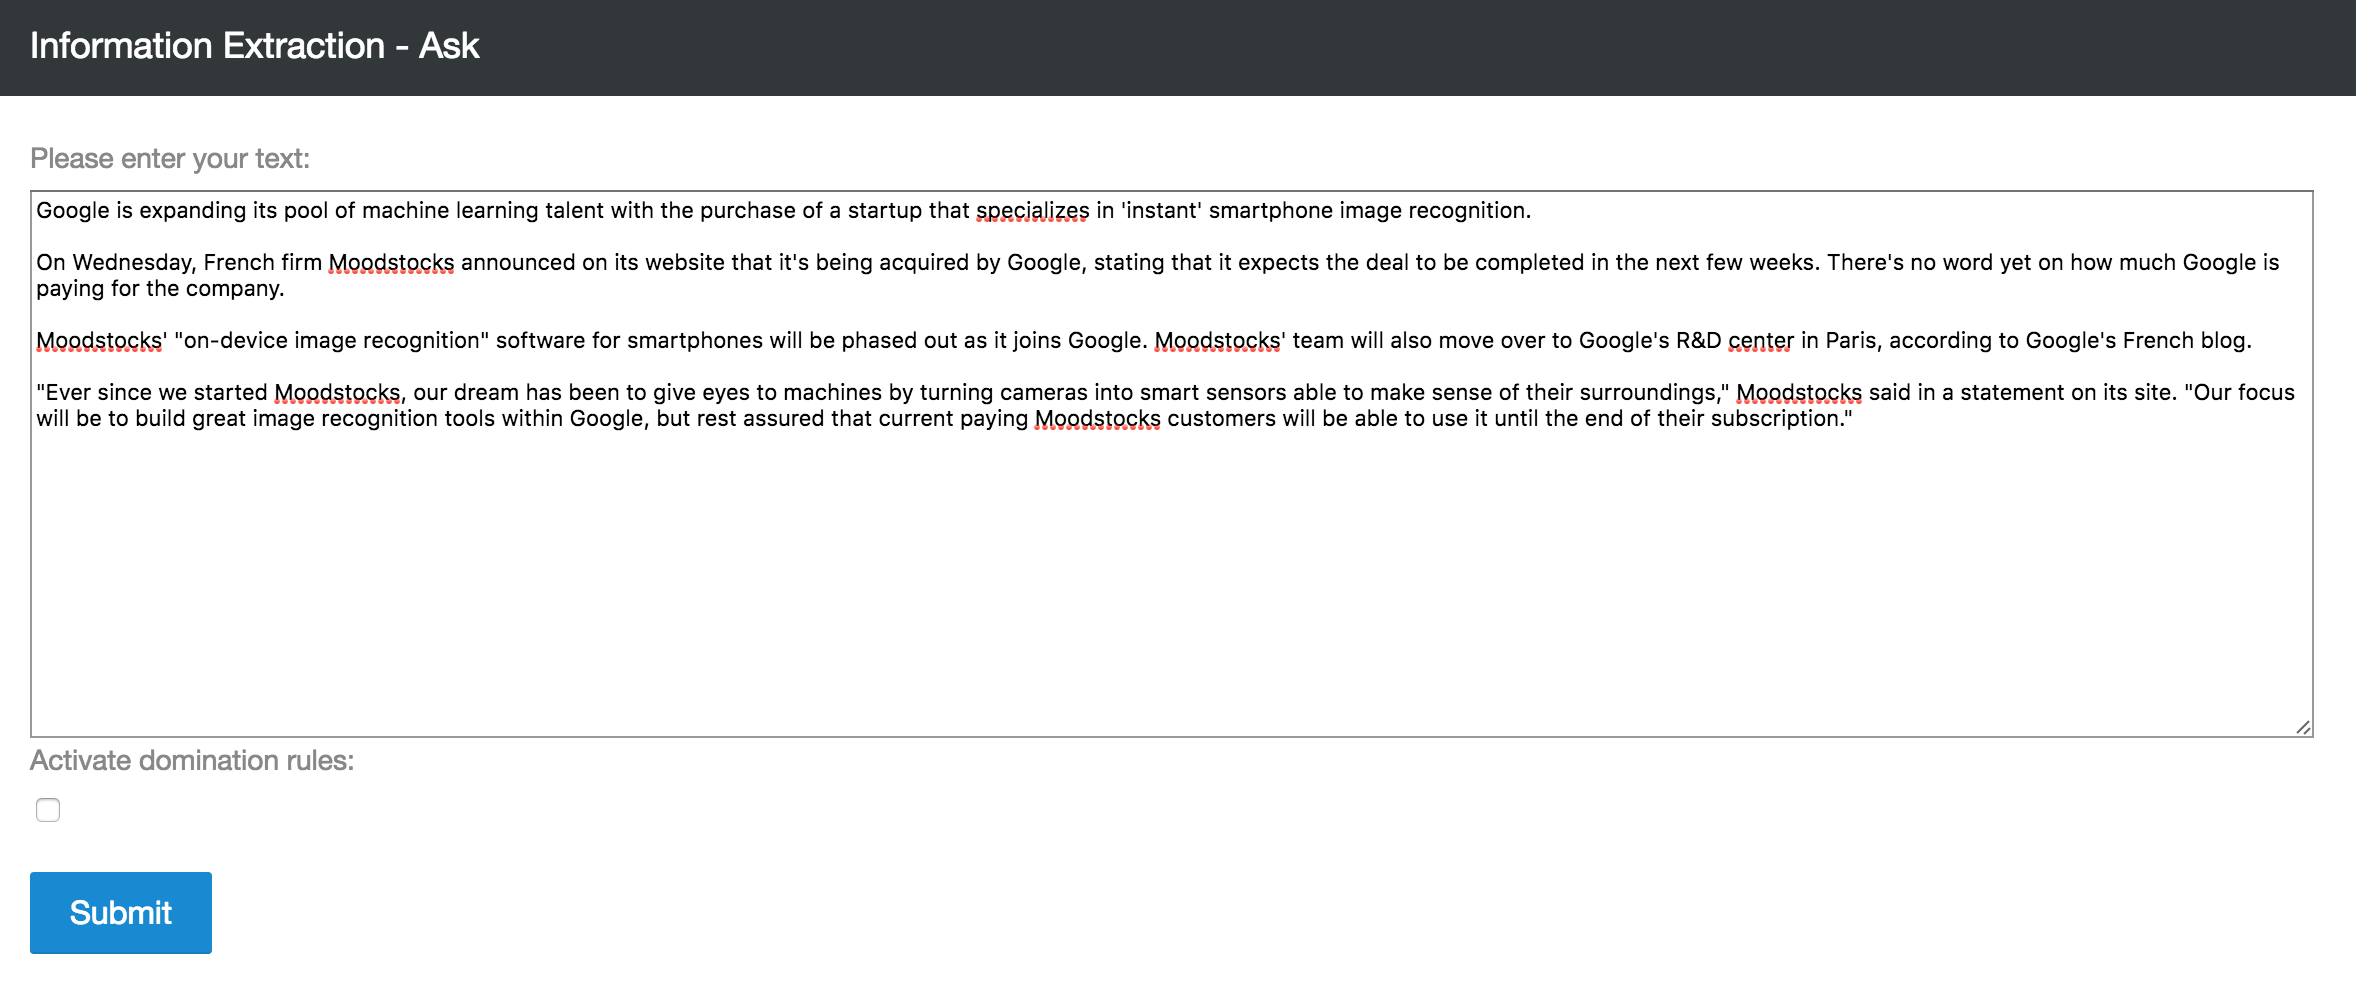 Information Extraction - Ask
Please enter your text:
Google is expanding its pool of machine learning talent with the purchase of a startup that specializes in 'instant' smartphone image recognition.
On Wednesday, French firm Moodstocks announced on its website that it's being acquired by Google, stating that it expects the deal to be completed in the next few weeks. There's no word yet on how much Google is
paying for the company.
Moodstocks' "on-device image recognition" software for smartphones will be phased out as it joins Google. Moodstocks' team will also move over to Google's R&D center in Paris, according to Google's French blog.
"Ever since we started Moodstocks, our dream has been to give eyes to machines by turning cameras into smart sensors able to make sense of their surroundings," Moodstocks said in a statement on its site. "Our focus
will be to build great image recognition tools within Google, but rest assured that current paying Moodstocks customers will be able to use it until the end of their subscription."
Activate domination rules:
Submit